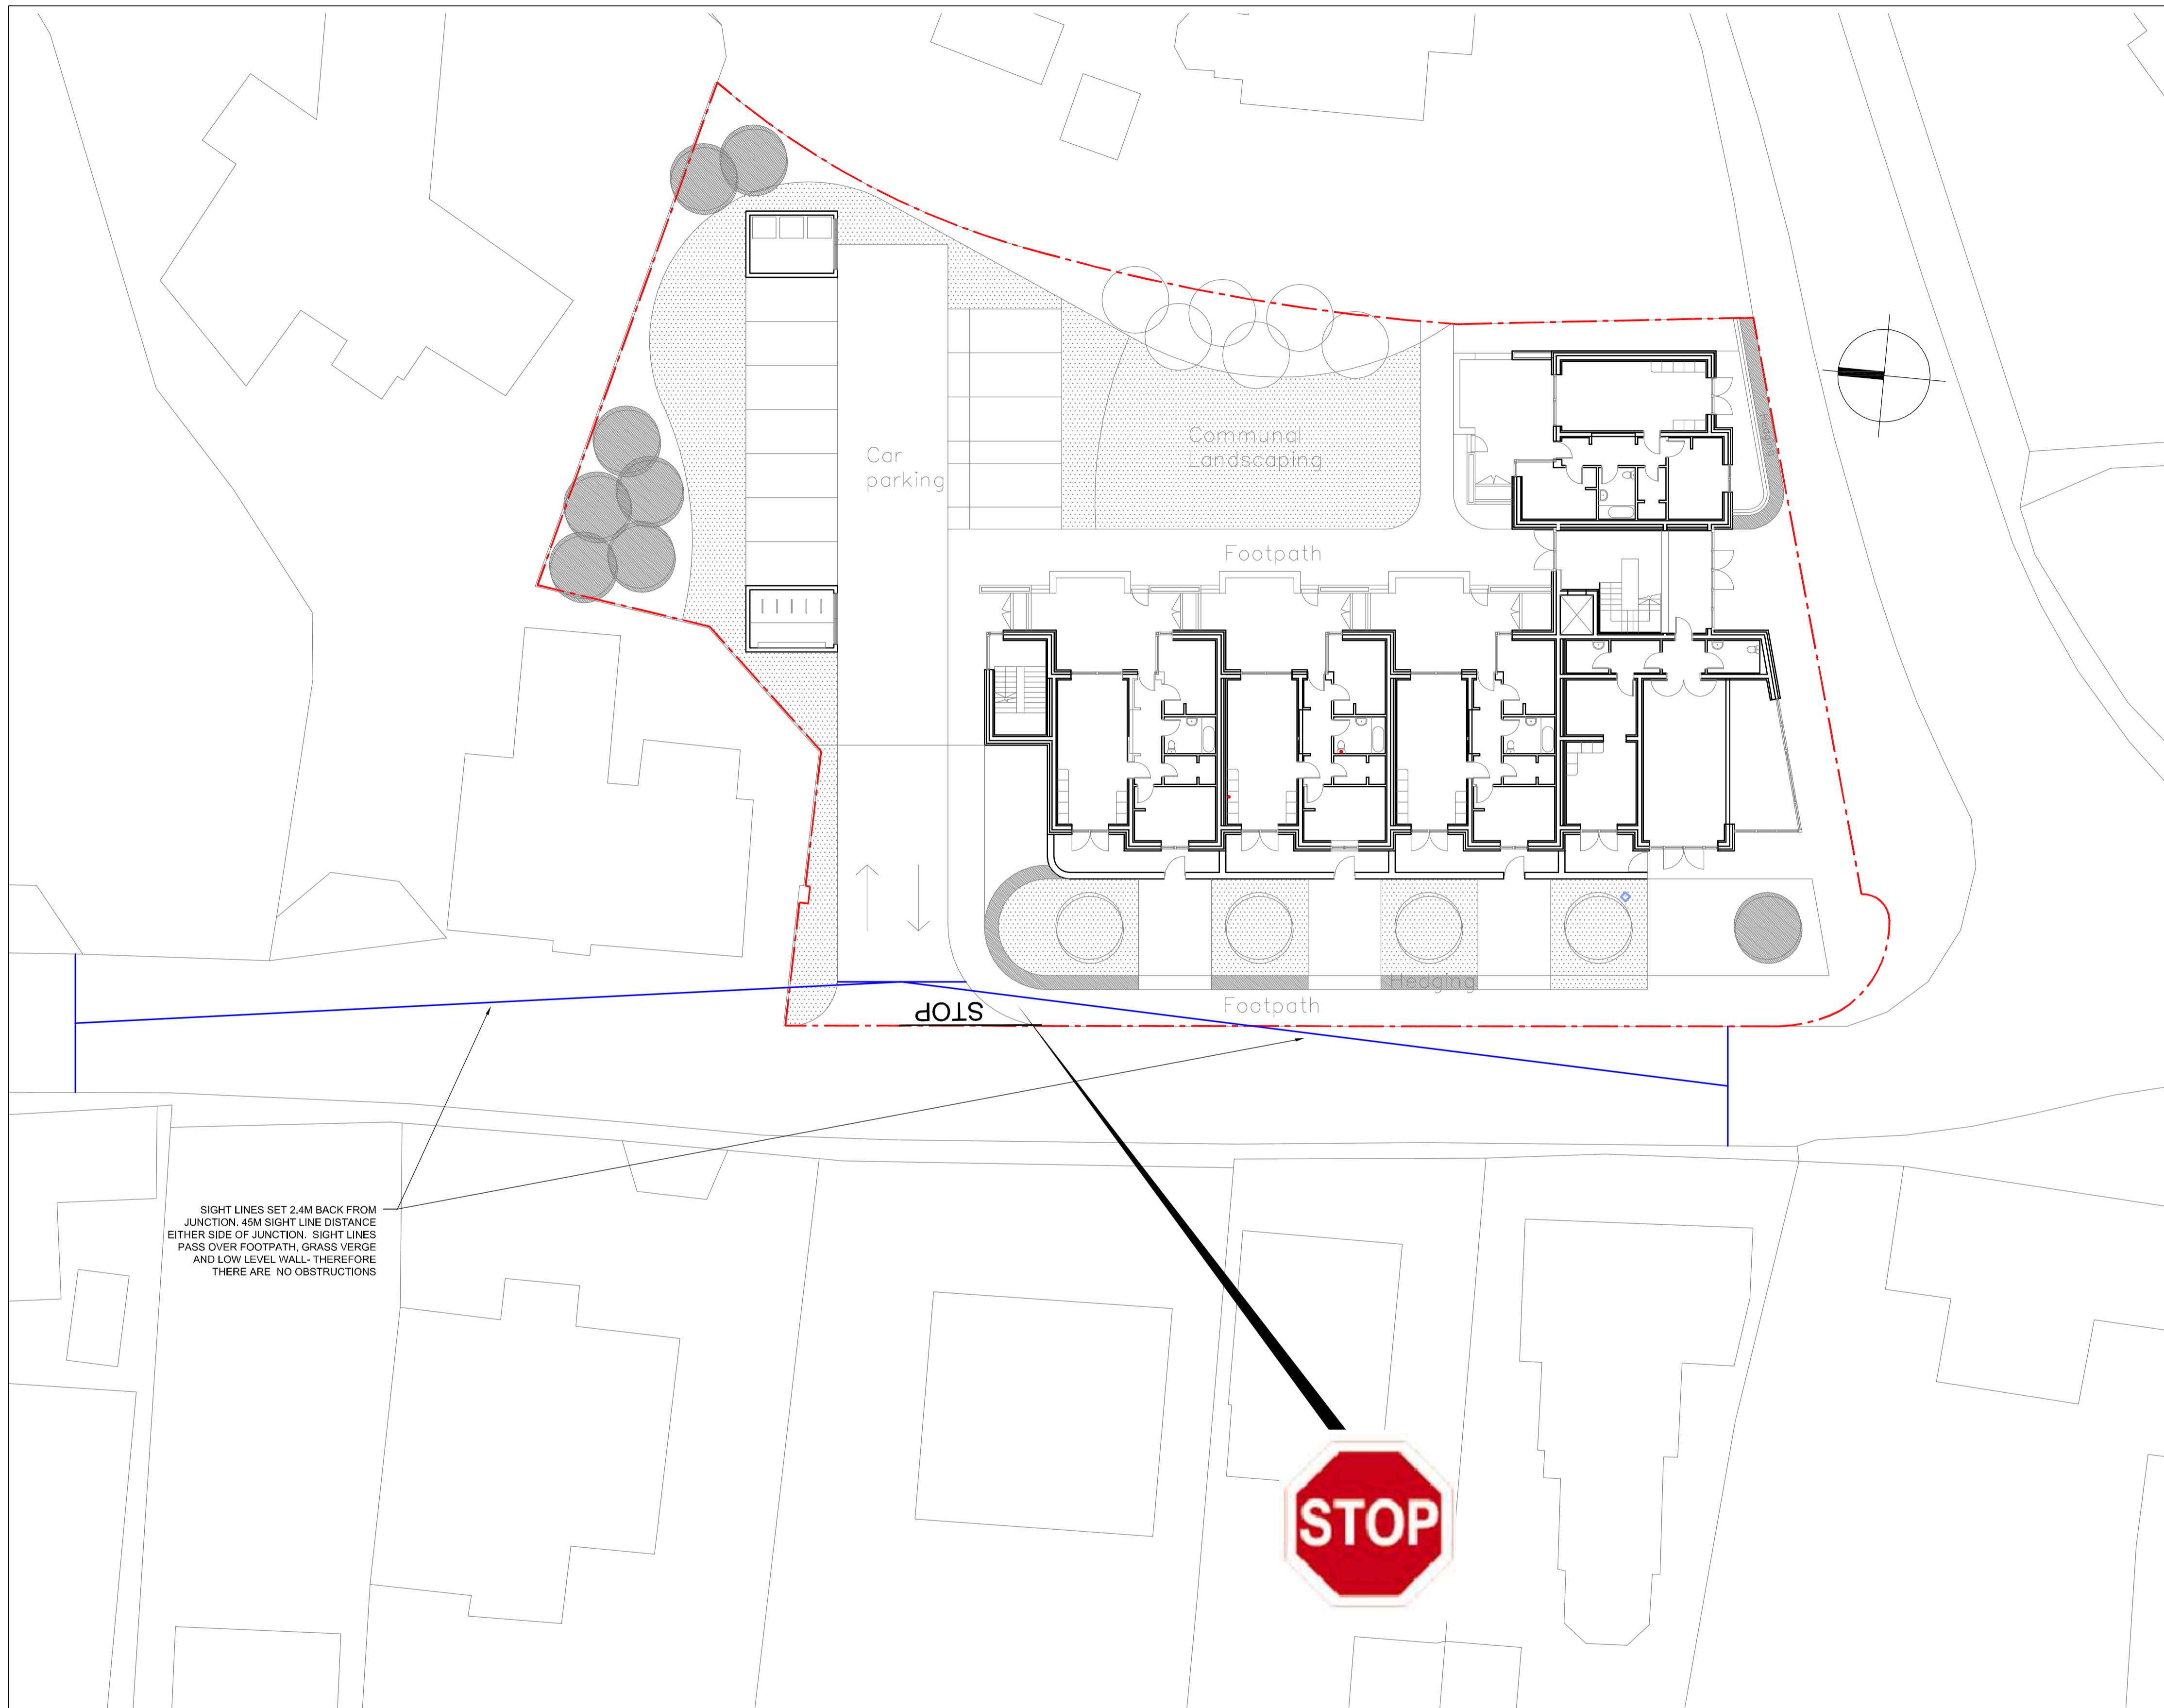 Car
parking
Communal
Landscaping
Hedging
Footpath
Hedging
Footpath
STOP
SIGHT LINES SET 2.4M BACK FROM
JUNCTION. 45M SIGHT LINE DISTANCE
EITHER SIDE OF JUNCTION. SIGHT LINES
PASS OVER FOOTPATH, GRASS VERGE
AND LOW LEVEL WALL- THEREFORE
THERE ARE NO OBSTRUCTIONS
STOP